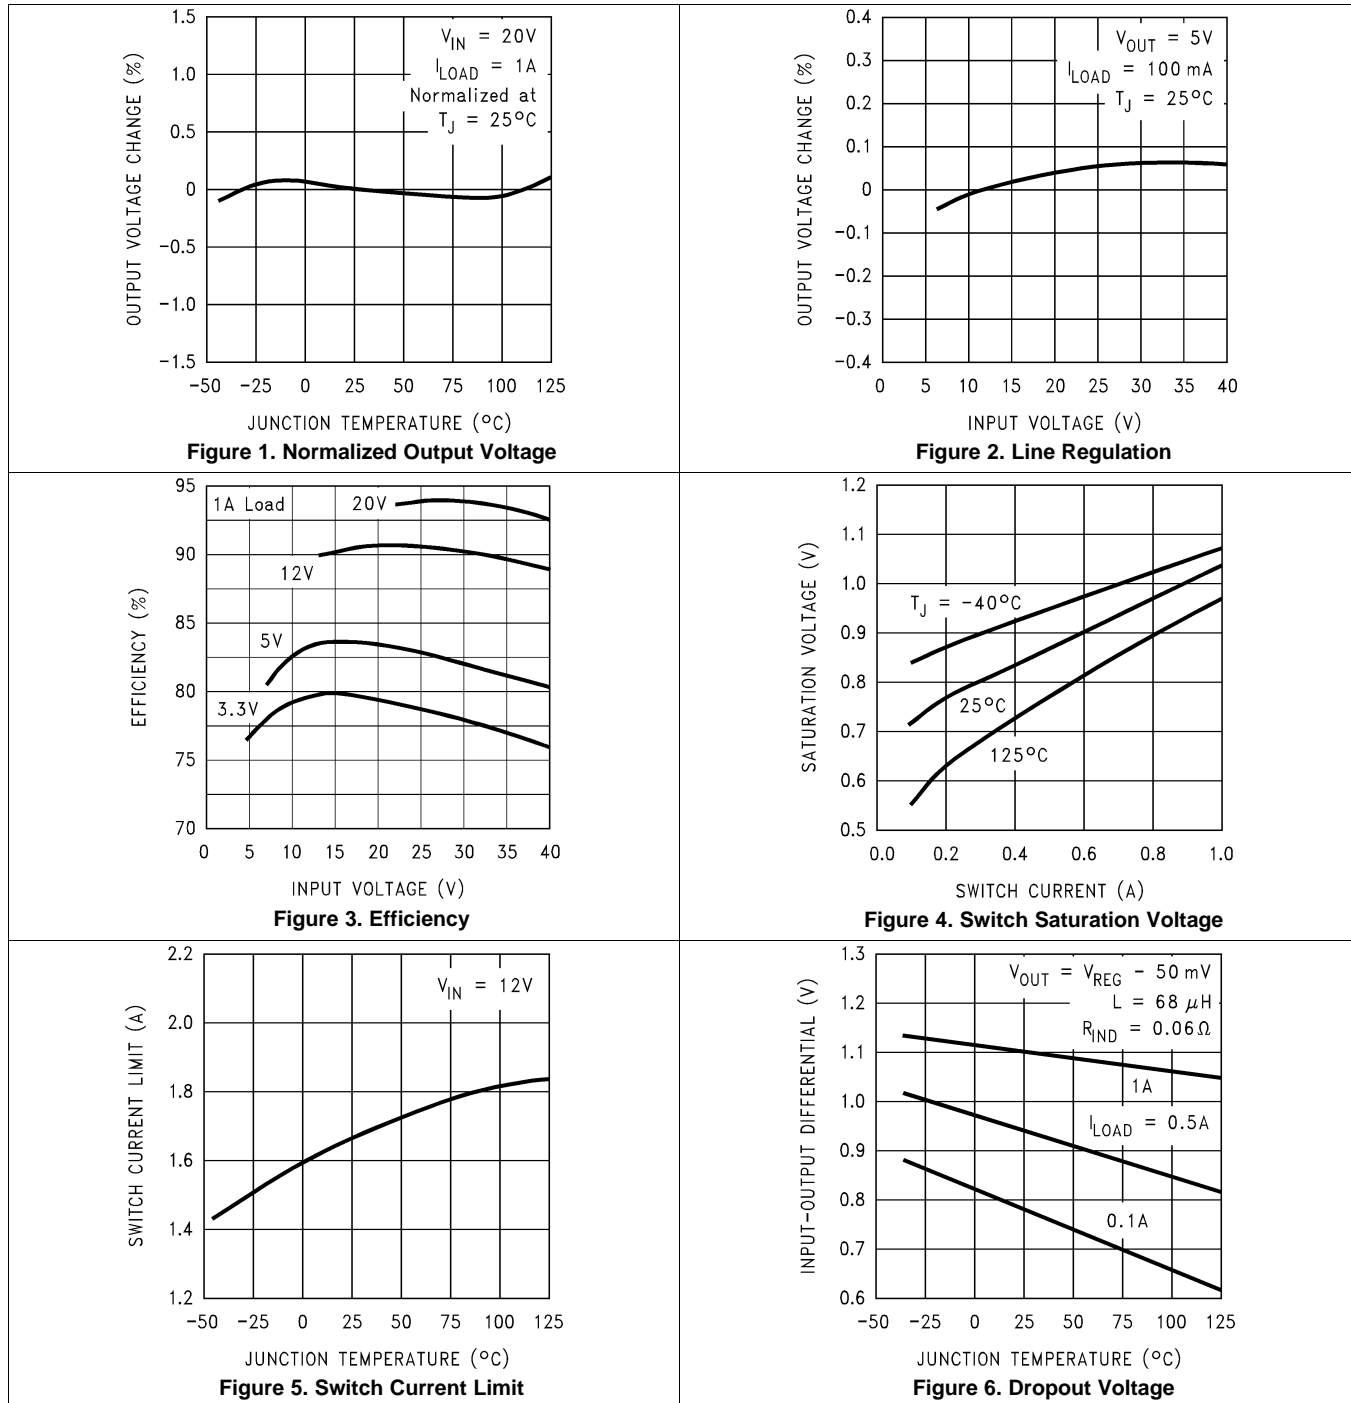 1.5
1.0
0.5
0
-0.5
-1.0
-1.5
OUTPUT VOLTAGE CHANGE (%)
V_IN = 20V
I_LOAD = 1A
Normalized at
T_J = 25°C
-50 -25 0 25 50 75 100 125
JUNCTION TEMPERATURE (°C)
Figure 1. Normalized Output Voltage
0.4
0.3
0.2
0.1
0
-0.1
-0.2
-0.3
-0.4
OUTPUT VOLTAGE CHANGE (%)
V_OUT = 5V
I_LOAD = 100 mA
T_J = 25°C
0 5 10 15 20 25 30 35 40
INPUT VOLTAGE (V)
Figure 2. Line Regulation
95
90
85
80
75
70
EFFICIENCY (%)
1A Load
20V
12V
5V
3.3V
0 5 10 15 20 25 30 35 40
INPUT VOLTAGE (V)
Figure 3. Efficiency
1.2
1.1
1.0
0.9
0.8
0.7
0.6
0.5
SATURATION VOLTAGE (V)
T_J = -40°C
25°C
125°C
0.0 0.2 0.4 0.6 0.8 1.0
SWITCH CURRENT (A)
Figure 4. Switch Saturation Voltage
2.2
2.0
1.8
1.6
1.4
1.2
SWITCH CURRENT LIMIT (A)
V_IN = 12V
-50 -25 0 25 50 75 100 125
JUNCTION TEMPERATURE (°C)
Figure 5. Switch Current Limit
1.3
1.2
1.1
1.0
0.9
0.8
0.7
0.6
INPUT-OUTPUT DIFFERENTIAL (V)
V_OUT = V_REG - 50 mV
L = 68 μH
R_IND = 0.06Ω
1A
I_LOAD = 0.5A
0.1A
-50 -25 0 25 50 75 100 125
JUNCTION TEMPERATURE (°C)
Figure 6. Dropout Voltage